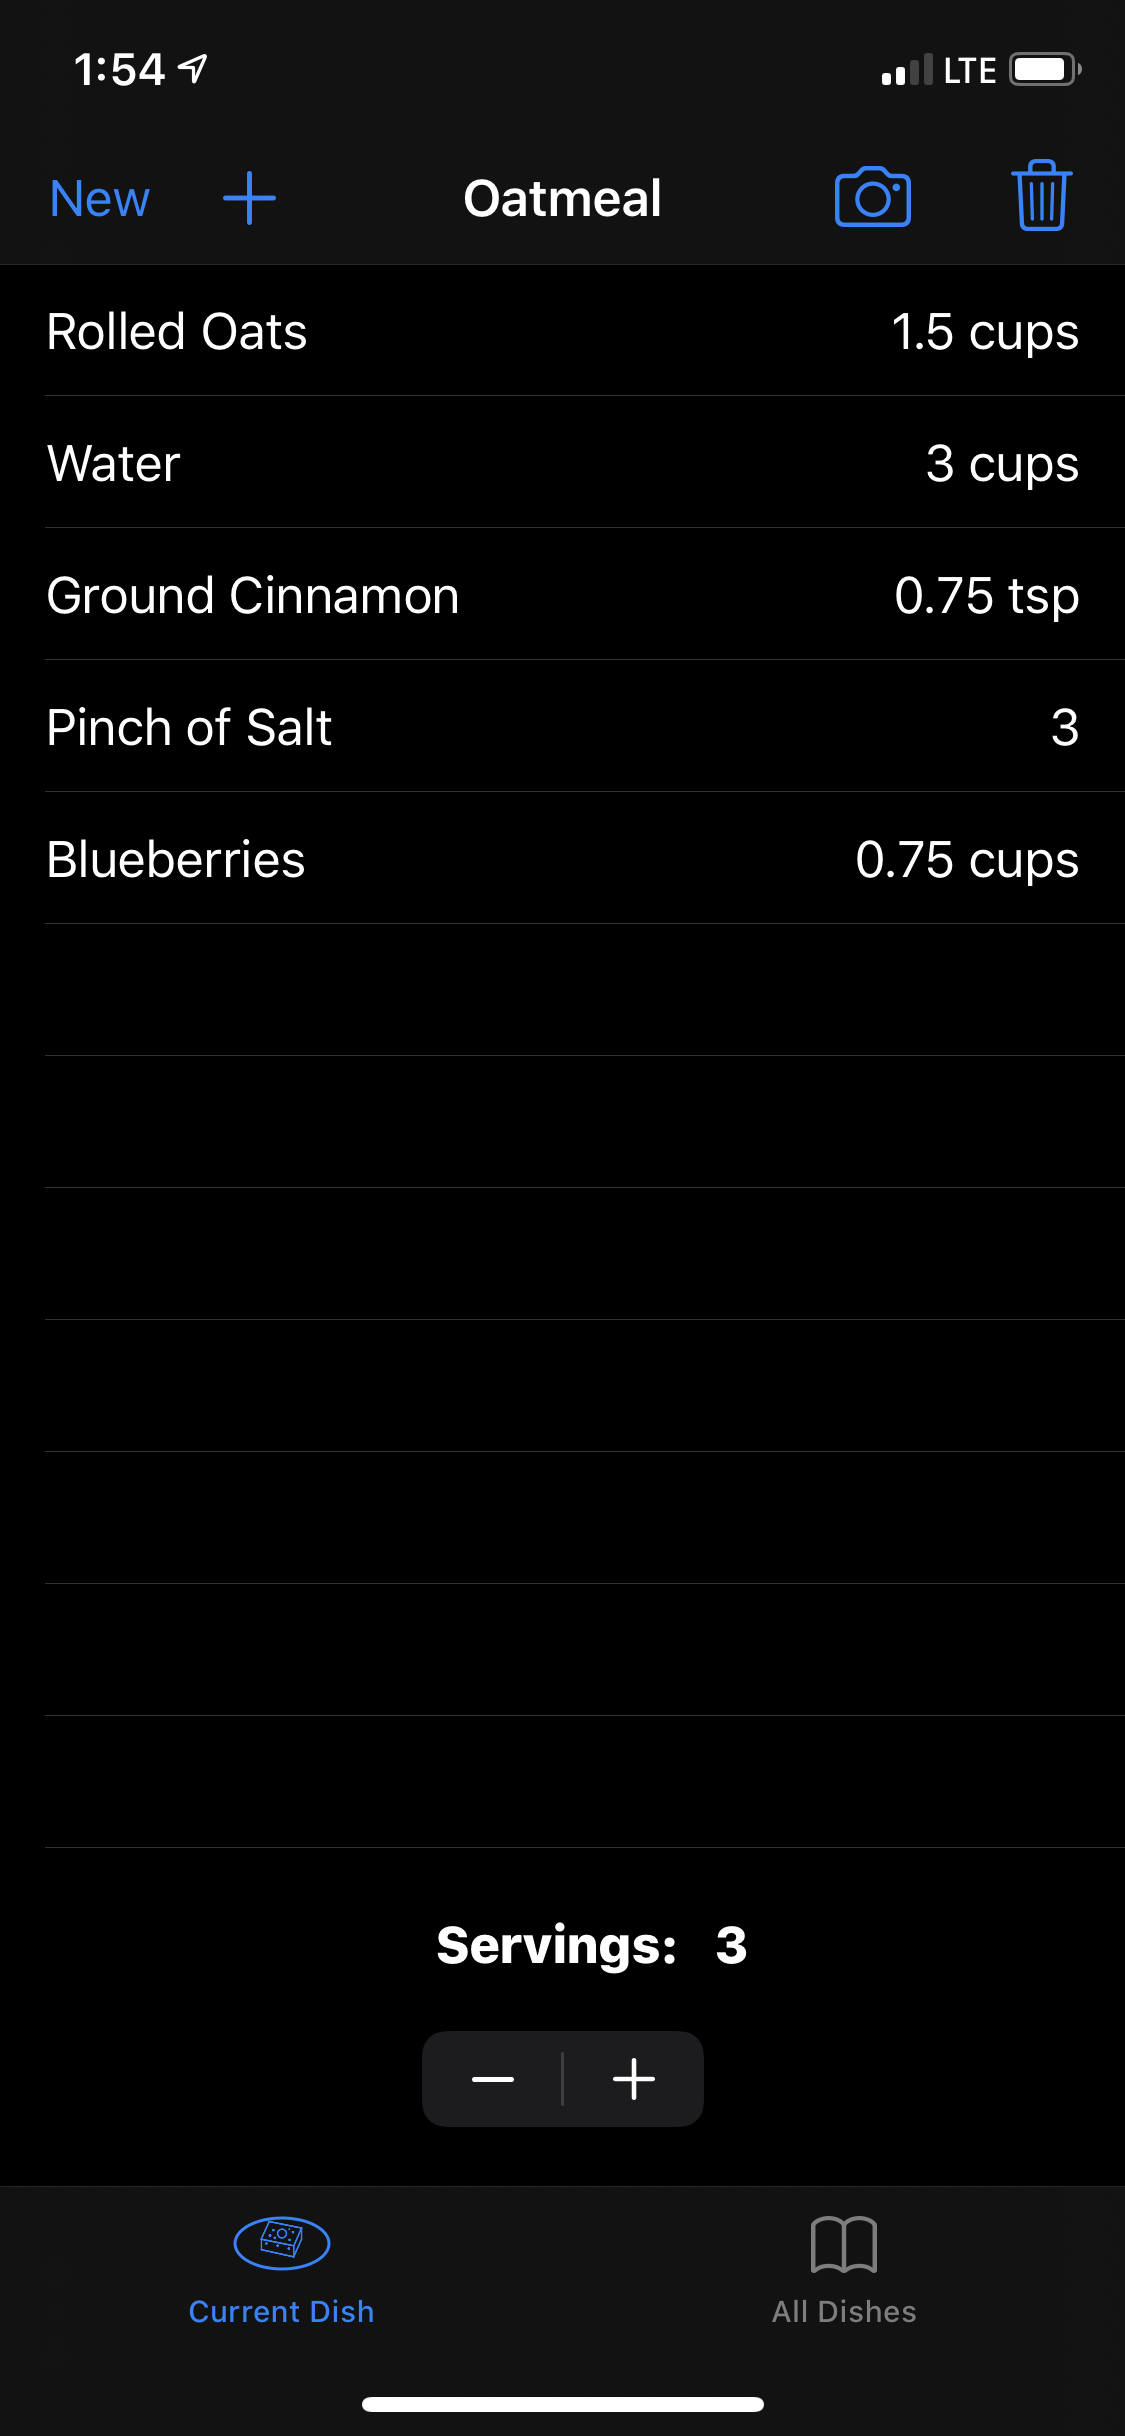 1:54 LTE
New + Oatmeal
Rolled Oats 1.5 cups
Water 3 cups
Ground Cinnamon 0.75 tsp
Pinch of Salt 3
Blueberries 0.75 cups
Servings: 3
− +
Current Dish All Dishes